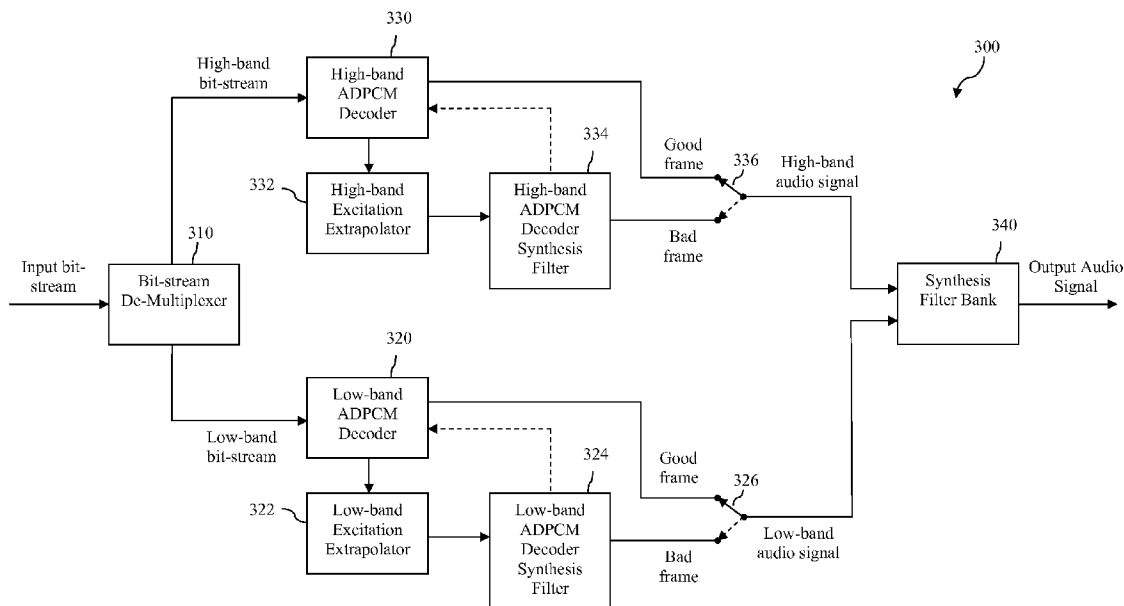 330
High-band
bit-stream
High-band
ADPCM
Decoder
300
334
Good
frame
336
High-band
audio signal
332
High-band
Excitation
Extrapolator
High-band
ADPCM
Decoder
Synthesis
Filter
Bad
frame
310
Input bit-
stream
Bit-stream
De-Multiplexer
340
Synthesis
Filter Bank
Output Audio
Signal
320
Low-band
ADPCM
Decoder
Low-band
bit-stream
324
Good
frame
326
322
Low-band
Excitation
Extrapolator
Low-band
ADPCM
Decoder
Synthesis
Filter
Bad
frame
Low-band
audio signal